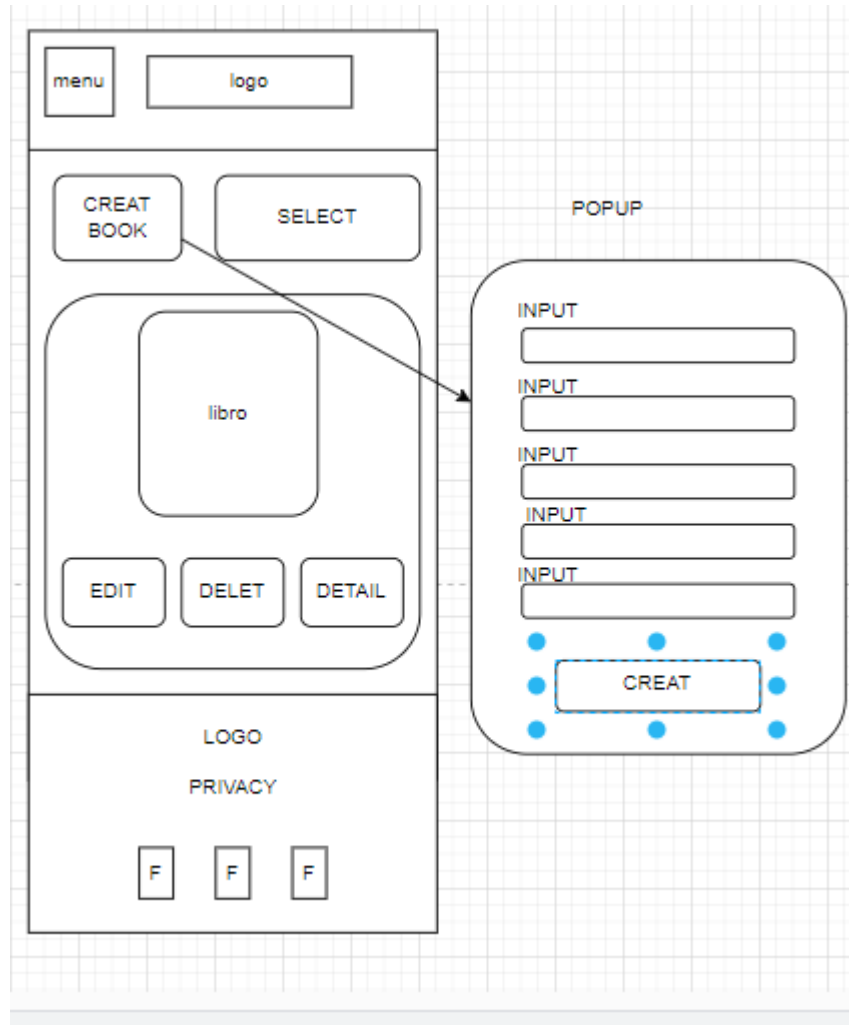 menu
logo
CREAT
BOOK
SELECT
libro
EDIT
DELET
DETAIL
LOGO
PRIVACY
F
F
F
POPUP
INPUT
INPUT
INPUT
INPUT
INPUT
CREAT